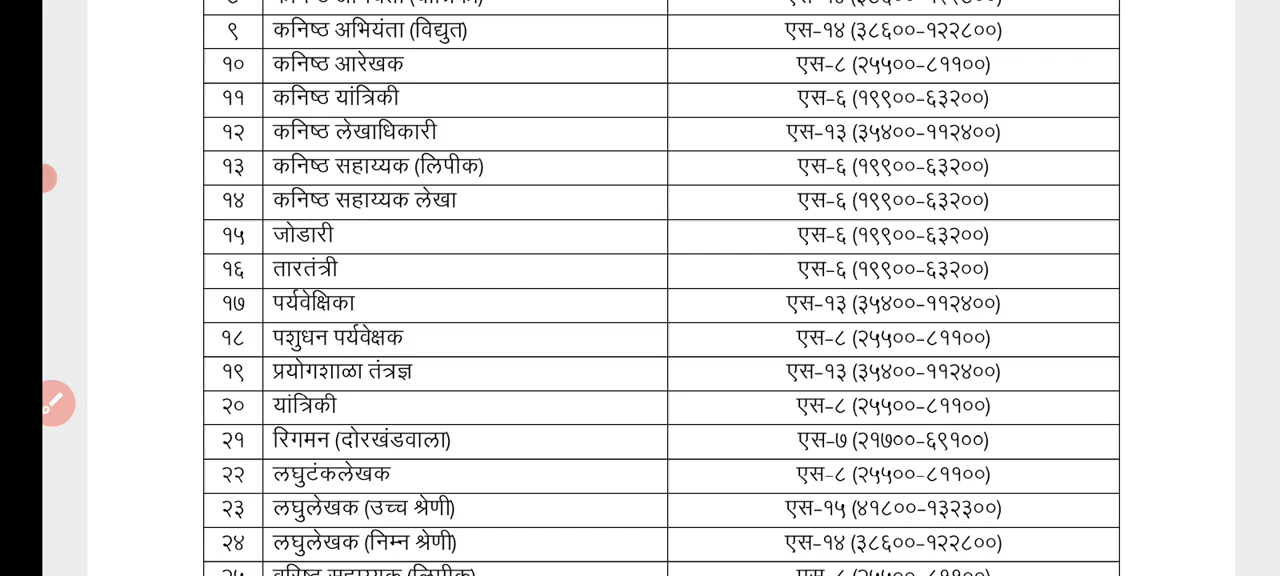 ९ कनिष्ठ अभियंता (विद्युत) एस-१४ (३८६००-१२२८००)
१० कनिष्ठ आरेखक एस-८ (२५५००-८११००)
११ कनिष्ठ यांत्रिकी एस-६ (१९९००-६३२००)
१२ कनिष्ठ लेखाधिकारी एस-१३ (३५४००-११२४००)
१३ कनिष्ठ सहाय्यक (लिपीक) एस-६ (१९९००-६३२००)
१४ कनिष्ठ सहाय्यक लेखा एस-६ (१९९००-६३२००)
१५ जोडारी एस-६ (१९९००-६३२००)
१६ तारतंत्री एस-६ (१९९००-६३२००)
१७ पर्यवेक्षिका एस-१३ (३५४००-११२४००)
१८ पशुधन पर्यवेक्षक एस-८ (२५५००-८११००)
१९ प्रयोगशाळा तंत्रज्ञ एस-१३ (३५४००-११२४००)
२० यांत्रिकी एस-८ (२५५००-८११००)
२१ रिगमन (दोरखंडवाला) एस-७ (२१७००-६९१००)
२२ लघुटंकलेखक एस-८ (२५५००-८११००)
२३ लघुलेखक (उच्च श्रेणी) एस-१५ (४१८००-१३२३००)
२४ लघुलेखक (निम्न श्रेणी) एस-१४ (३८६००-१२२८००)